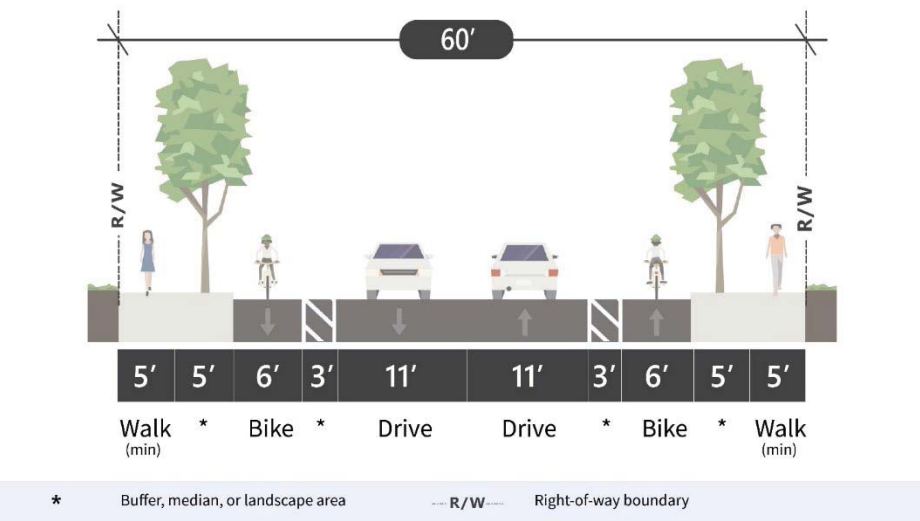 60′
R/W
R/W
5′ 5′ 6′ 3′ 11′ 11′ 3′ 6′ 5′ 5′
Walk * Bike * Drive Drive * Bike * Walk
(min) (min)
* Buffer, median, or landscape area R/W Right-of-way boundary